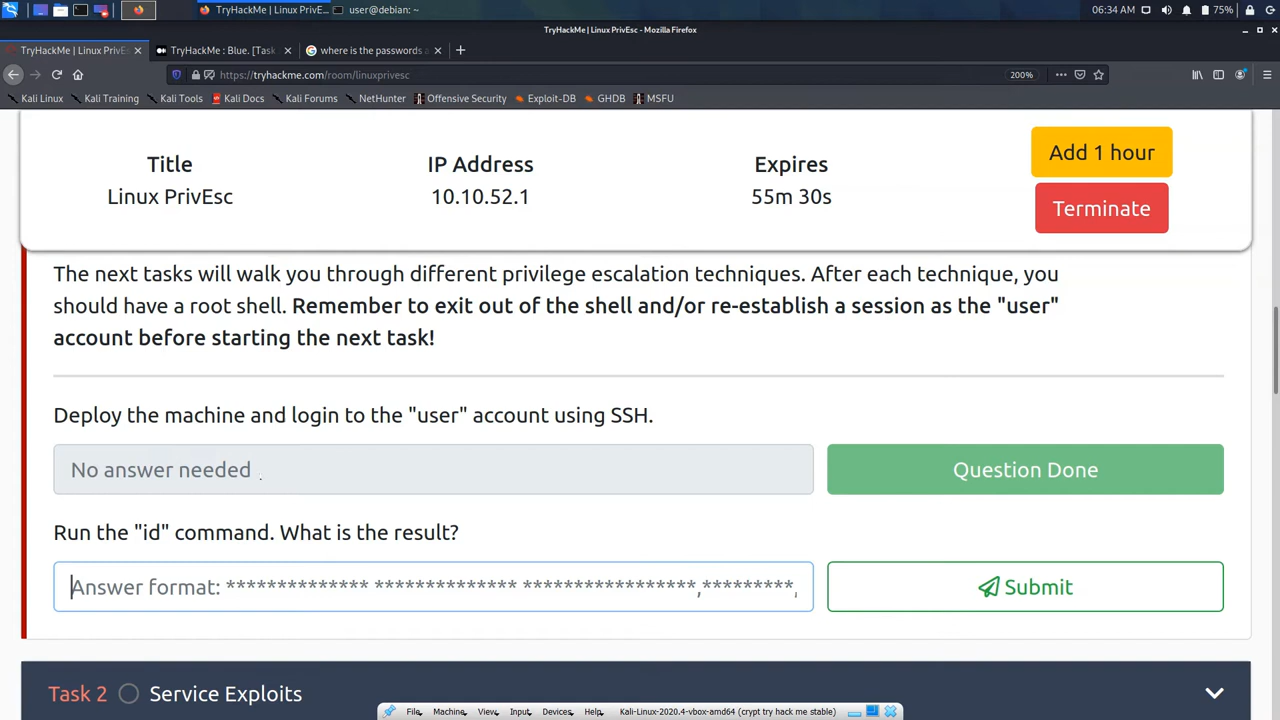 TryHackMe | Linux PrivE...
user@debian: ~
06:34 AM
75%
TryHackMe | Linux PrivEsc - Mozilla Firefox
TryHackMe | Linux PrivEs
TryHackMe : Blue. [Task
where is the passwords a
https://tryhackme.com/room/linuxprivesc
200%
Kali Linux
Kali Training
Kali Tools
Kali Docs
Kali Forums
NetHunter
Offensive Security
Exploit-DB
GHDB
MSFU
Title
IP Address
Expires
Add 1 hour
Linux PrivEsc
10.10.52.1
55m 30s
Terminate
The next tasks will walk you through different privilege escalation techniques. After each technique, you
should have a root shell. Remember to exit out of the shell and/or re-establish a session as the "user"
account before starting the next task!
Deploy the machine and login to the "user" account using SSH.
No answer needed
Question Done
Run the "id" command. What is the result?
Answer format: ************** ************** *****************,*********,
Submit
Task 2
Service Exploits
File
Machine
View
Input
Devices
Help
Kali-Linux-2020.4-vbox-amd64 (crypt try hack me stable)